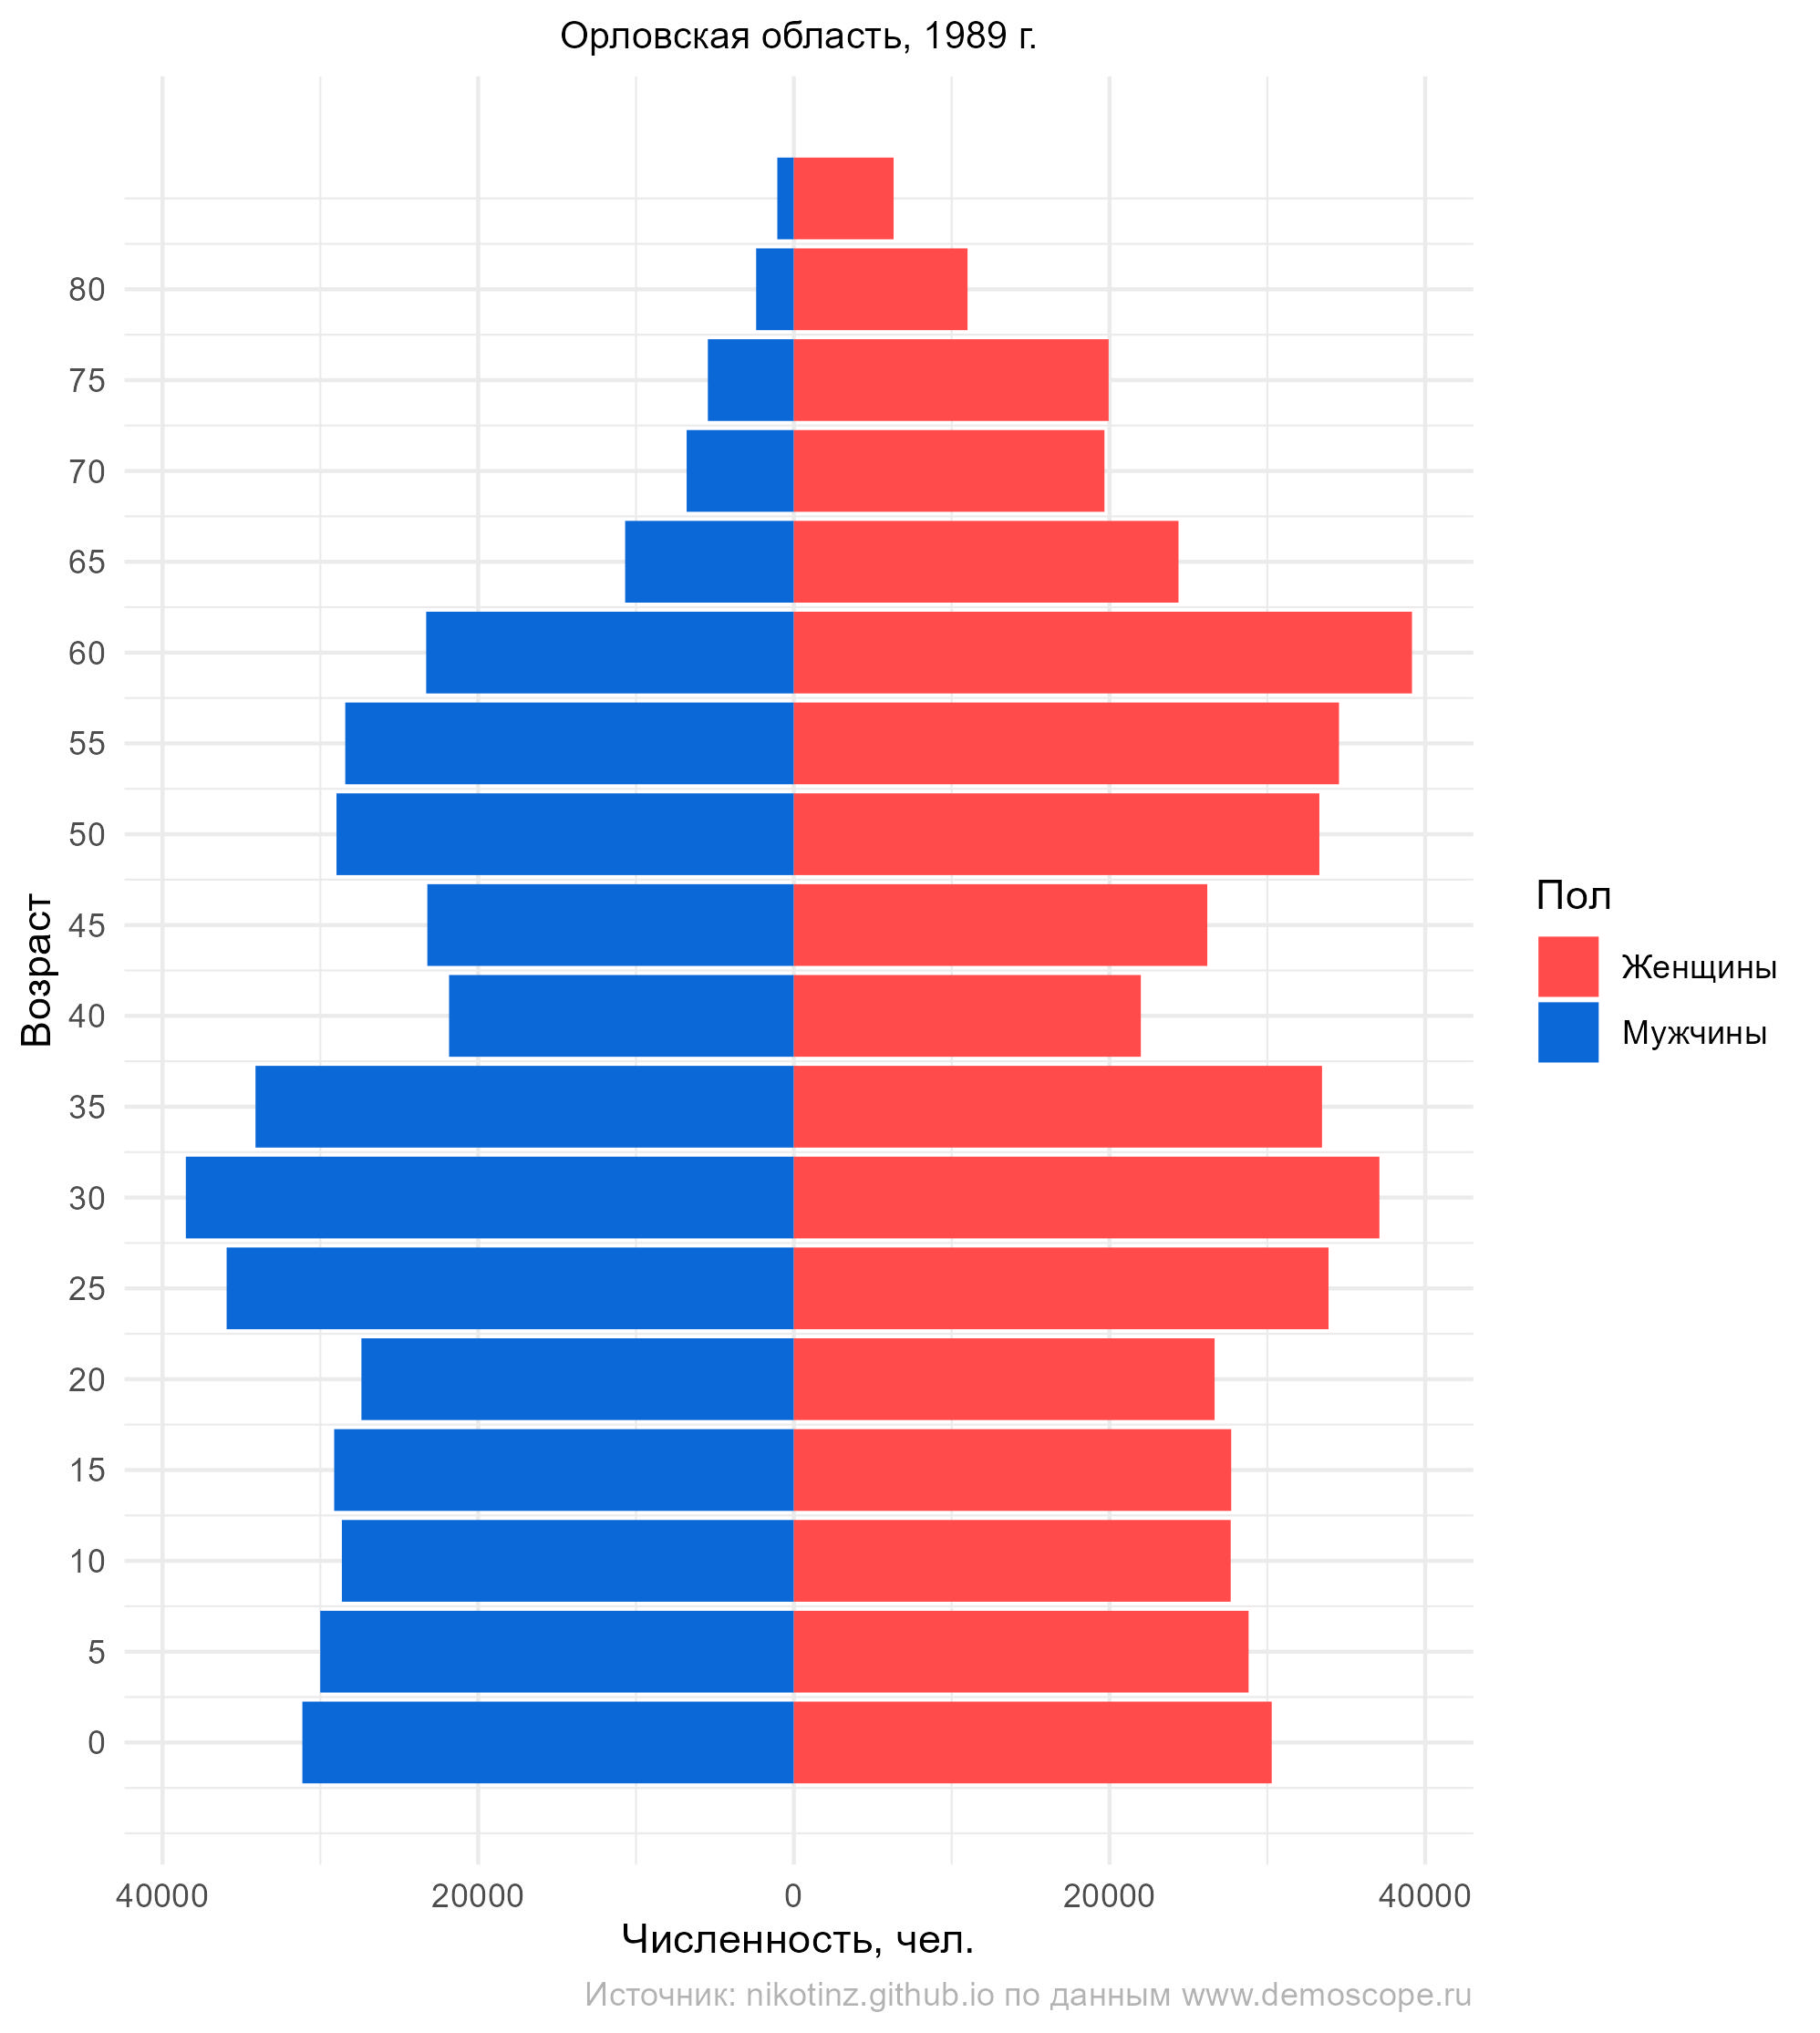 Орловская область, 1989 г.
80
75
70
65
60
55
50
45
40
35
30
25
20
15
10
5
0
Возраст
40000 20000 0 20000 40000
Численность, чел.
Пол
Женщины
Мужчины
Источник: nikotinz.github.io по данным www.demoscope.ru